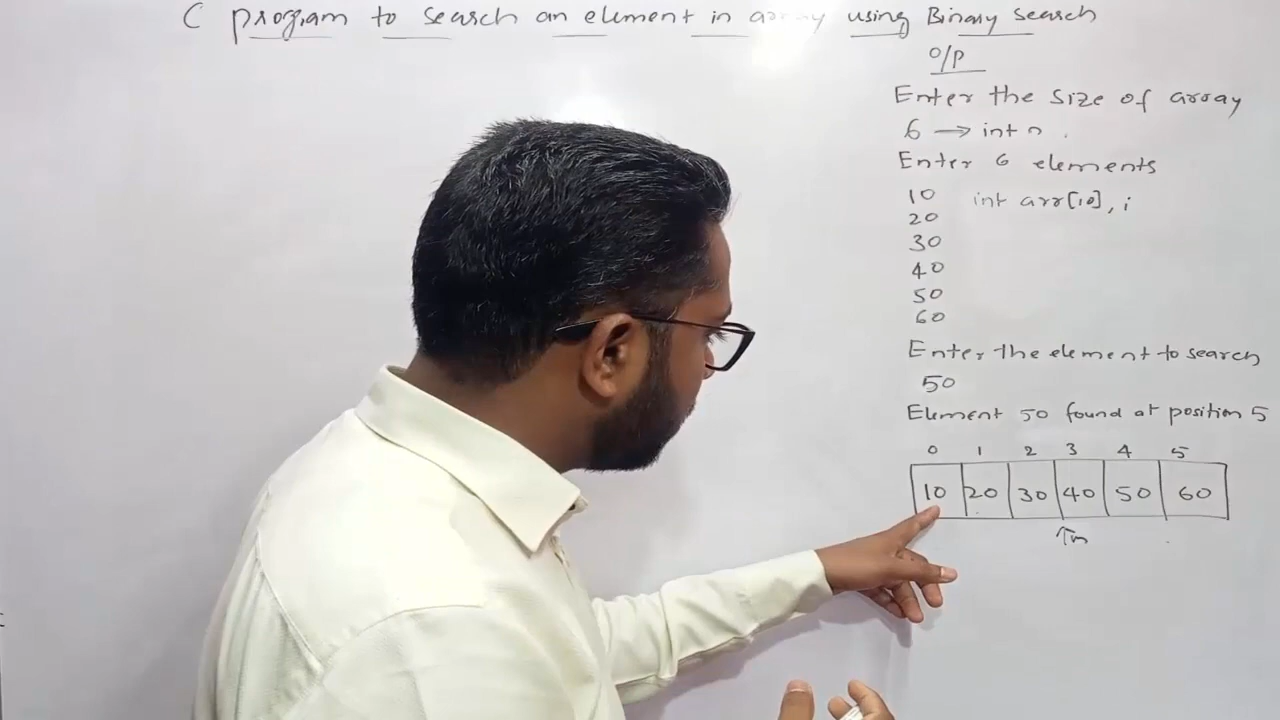 C program to search an element in array using Binary search
O/P
Enter the size of array
6 → int n
Enter 6 elements
10 int arr[10], i
20
30
40
50
60
Enter the element to search
50
Element 50 found at position 5
0 1 2 3 4 5
10 20 30 40 50 60